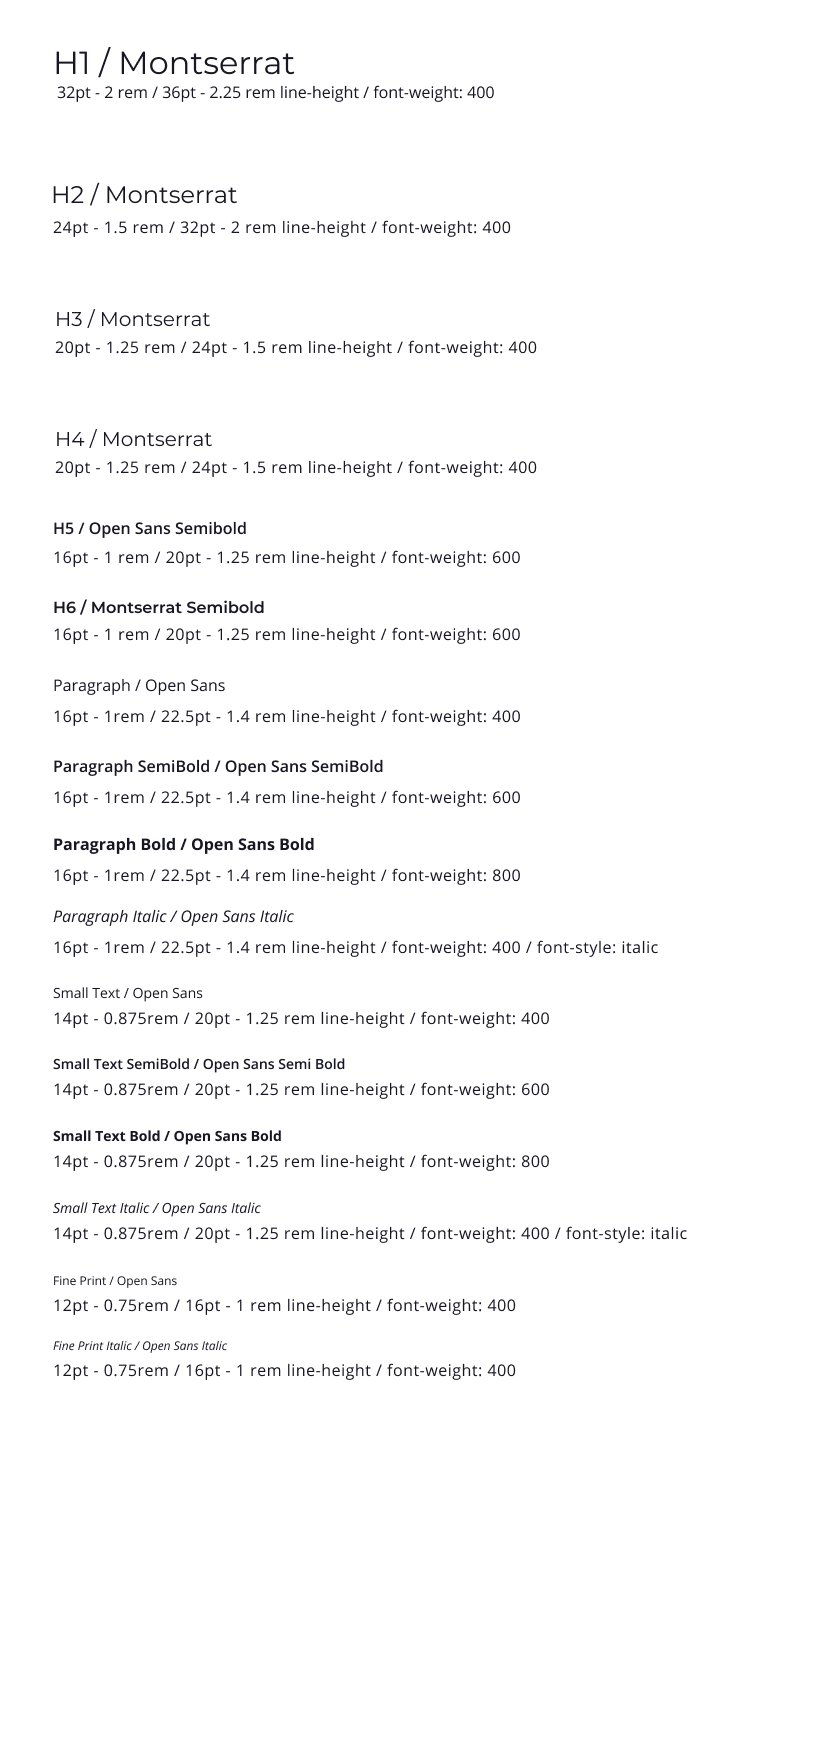 H1 / Montserrat
32pt - 2 rem / 36pt - 2.25 rem line-height / font-weight: 400
H2 / Montserrat
24pt - 1.5 rem / 32pt - 2 rem line-height / font-weight: 400
H3 / Montserrat
20pt - 1.25 rem / 24pt - 1.5 rem line-height / font-weight: 400
H4 / Montserrat
20pt - 1.25 rem / 24pt - 1.5 rem line-height / font-weight: 400
H5 / Open Sans Semibold
16pt - 1 rem / 20pt - 1.25 rem line-height / font-weight: 600
H6 / Montserrat Semibold
16pt - 1 rem / 20pt - 1.25 rem line-height / font-weight: 600
Paragraph / Open Sans
16pt - 1rem / 22.5pt - 1.4 rem line-height / font-weight: 400
Paragraph SemiBold / Open Sans SemiBold
16pt - 1rem / 22.5pt - 1.4 rem line-height / font-weight: 600
Paragraph Bold / Open Sans Bold
16pt - 1rem / 22.5pt - 1.4 rem line-height / font-weight: 800
Paragraph Italic / Open Sans Italic
16pt - 1rem / 22.5pt - 1.4 rem line-height / font-weight: 400 / font-style: italic
Small Text / Open Sans
14pt - 0.875rem / 20pt - 1.25 rem line-height / font-weight: 400
Small Text SemiBold / Open Sans Semi Bold
14pt - 0.875rem / 20pt - 1.25 rem line-height / font-weight: 600
Small Text Bold / Open Sans Bold
14pt - 0.875rem / 20pt - 1.25 rem line-height / font-weight: 800
Small Text Italic / Open Sans Italic
14pt - 0.875rem / 20pt - 1.25 rem line-height / font-weight: 400 / font-style: italic
Fine Print / Open Sans
12pt - 0.75rem / 16pt - 1 rem line-height / font-weight: 400
Fine Print Italic / Open Sans Italic
12pt - 0.75rem / 16pt - 1 rem line-height / font-weight: 400